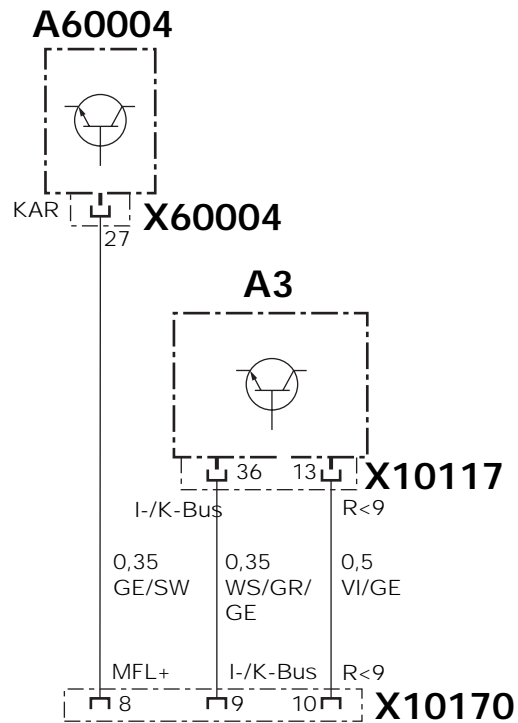 A60004
KAR
X60004
27
A3
36
13
X10117
I-/K-Bus
R<9
0,35
GE/SW
0,35
WS/GR/
GE
0,5
VI/GE
MFL+
I-/K-Bus
R<9
8
9
10
X10170